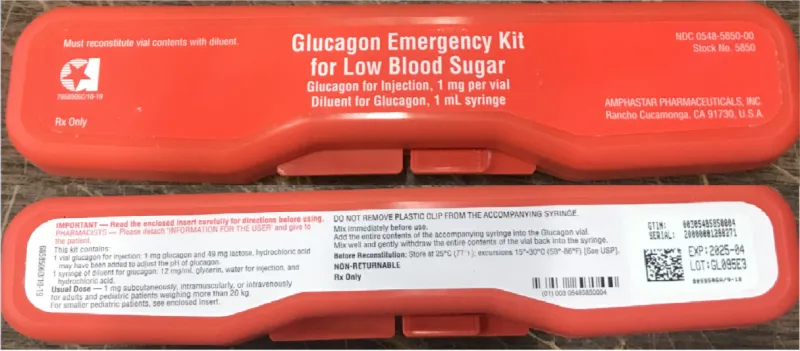 Must reconstitute vial contents with diluent.
Rx Only
Glucagon Emergency Kit
for Low Blood Sugar
Glucagon for Injection, 1 mg per vial
Diluent for Glucagon, 1 mL syringe
NDC 0548-5850-00
Stock No. 5850
AMPHASTAR PHARMACEUTICALS, INC.
Rancho Cucamonga, CA 91730, U.S.A
IMPORTANT — Read the enclosed insert carefully for directions before using.
PHARMACISTS — Please detach 'INFORMATION FOR THE USER' and give to
the patient.
This kit contains:
1 vial glucagon for injection: 1 mg glucagon and 49 mg lactose, hydrochloric acid
may have been added to adjust the pH of glucagon.
1 syringe of diluent for glucagon: 12 mg/mL glycerin, water for injection, and
hydrochloric acid.
Usual Dose — 1 mg subcutaneously, intramuscularly, or intravenously
for adults and pediatric patients weighing more than 20 kg.
For smaller pediatric patients, see enclosed insert.
DO NOT REMOVE PLASTIC CLIP FROM THE ACCOMPANYING SYRINGE.
Mix immediately before use.
Add the entire contents of the accompanying syringe into the Glucagon vial.
Mix well and gently withdraw the entire contents of the vial back into the syringe.
Before Reconstitution: Store at 25°C (77°F); excursions 15°-30°C (59°-86°F) [See USP].
NON-RETURNABLE
Rx Only
(01) 003 05485850004
GTIN: 00305485850004
SERIAL:
EXP: 2025-04
LOT: GL095E3